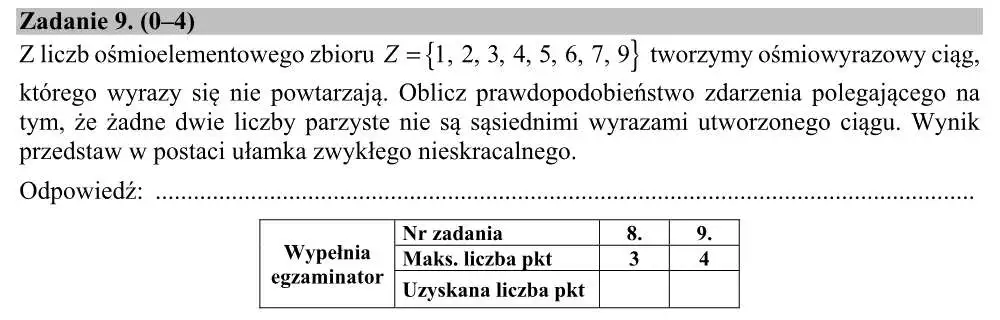 Zadanie 9. (0–4)
Z liczb ośmioelementowego zbioru Z = {1, 2, 3, 4, 5, 6, 7, 9} tworzymy ośmiowyrazowy ciąg,
którego wyrazy się nie powtarzają. Oblicz prawdopodobieństwo zdarzenia polegającego na
tym, że żadne dwie liczby parzyste nie są sąsiednimi wyrazami utworzonego ciągu. Wynik
przedstaw w postaci ułamka zwykłego nieskracalnego.
Odpowiedź: ................................................................................................................................
Wypełnia egzaminator
Nr zadania 8. 9.
Maks. liczba pkt 3 4
Uzyskana liczba pkt